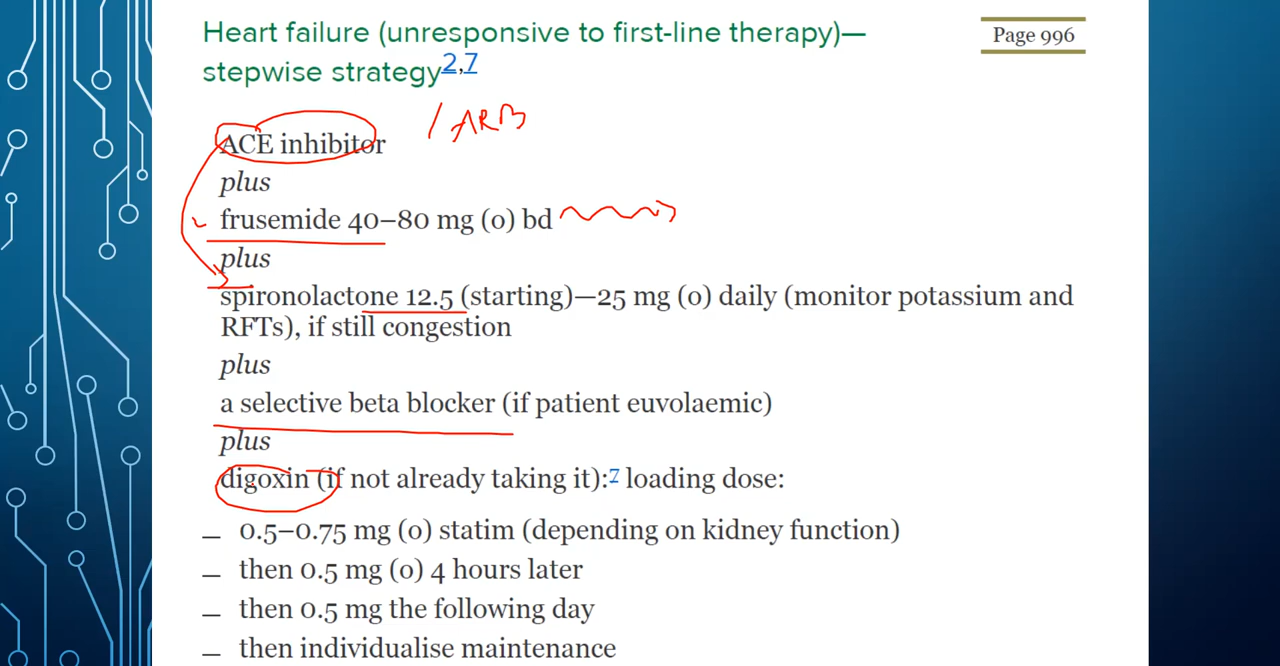 Heart failure (unresponsive to first-line therapy)—
stepwise strategy2,7
Page 996
/ ARB
ACE inhibitor
plus
frusemide 40–80 mg (o) bd
plus
spironolactone 12.5 (starting)—25 mg (o) daily (monitor potassium and
RFTs), if still congestion
plus
a selective beta blocker (if patient euvolaemic)
plus
digoxin (if not already taking it):7 loading dose:
– 0.5–0.75 mg (o) statim (depending on kidney function)
– then 0.5 mg (o) 4 hours later
– then 0.5 mg the following day
– then individualise maintenance